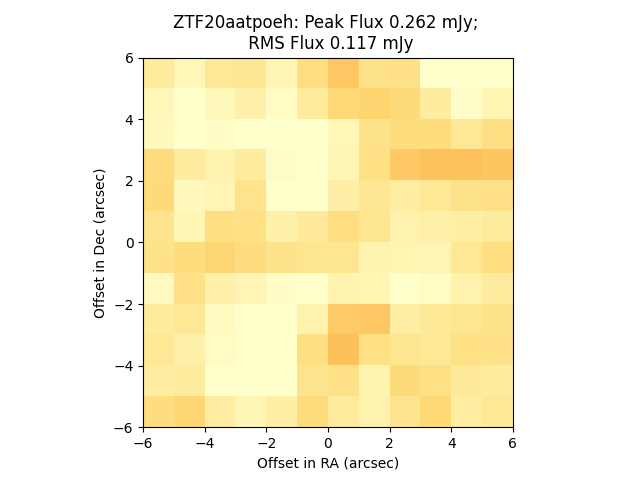 ZTF20aatpoeh: Peak Flux 0.262 mJy;
RMS Flux 0.117 mJy
6
4
2
0
−2
−4
−6
Offset in Dec (arcsec)
−6 −4 −2 0 2 4 6
Offset in RA (arcsec)